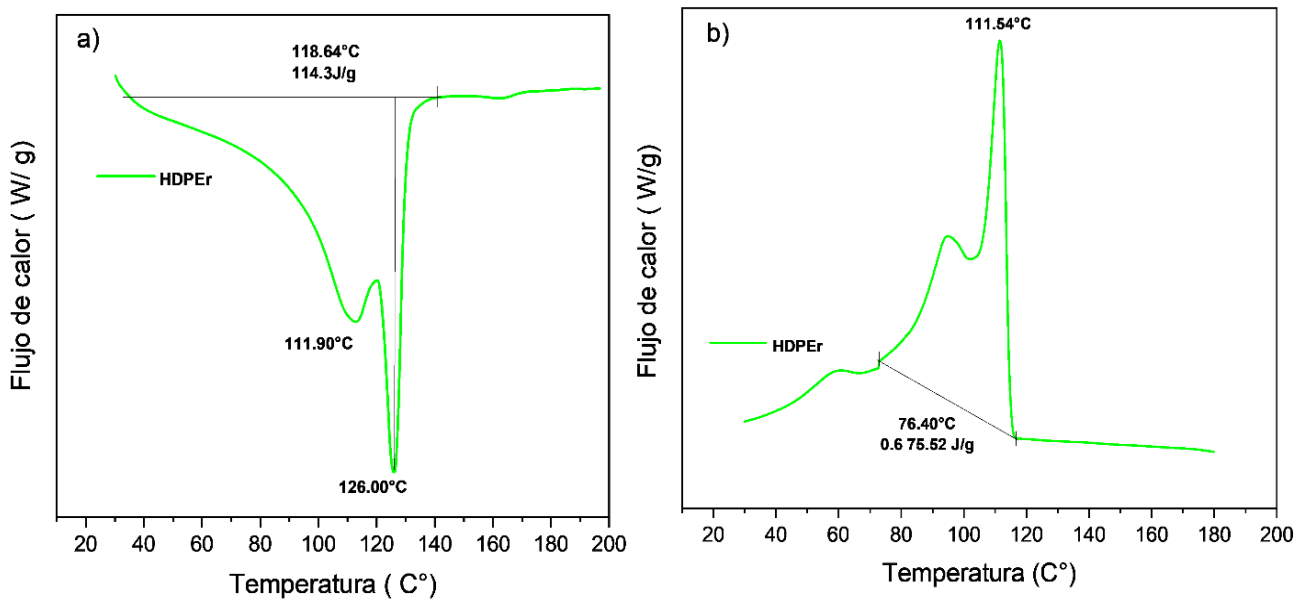 a)
118.64°C
114.3J/g
HDPEr
111.90°C
126.00°C
Flujo de calor ( W/ g)
20 40 60 80 100 120 140 160 180 200
Temperatura ( C°)
b)
111.54°C
HDPEr
76.40°C
0.6 75.52 J/g
Flujo de calor ( W/g)
20 40 60 80 100 120 140 160 180 200
Temperatura (C°)